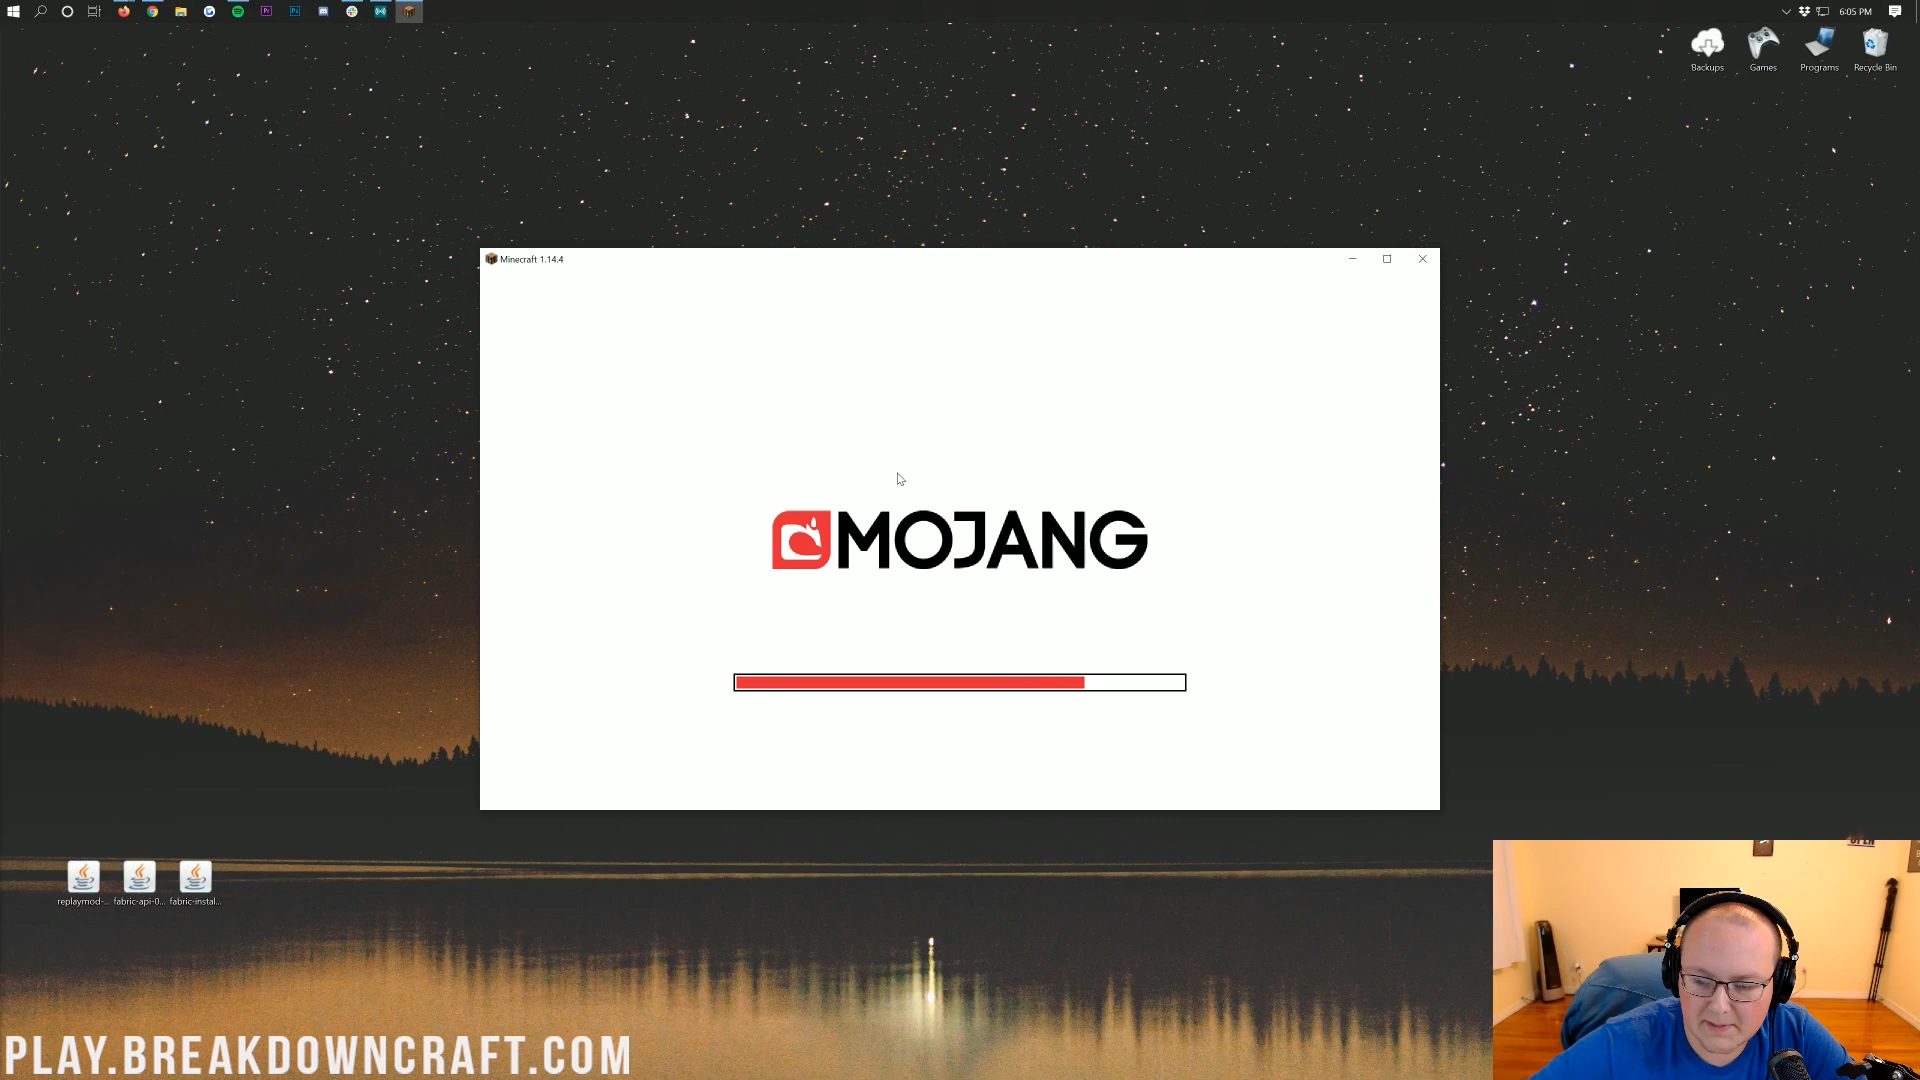 6:05 PM
Backups
Games
Programs
Recycle Bin
Minecraft 1.14.4
MOJANG
replaymod-...
fabric-api-0...
fabric-instal...
PLAY.BREAKDOWNCRAFT.COM
OPEN